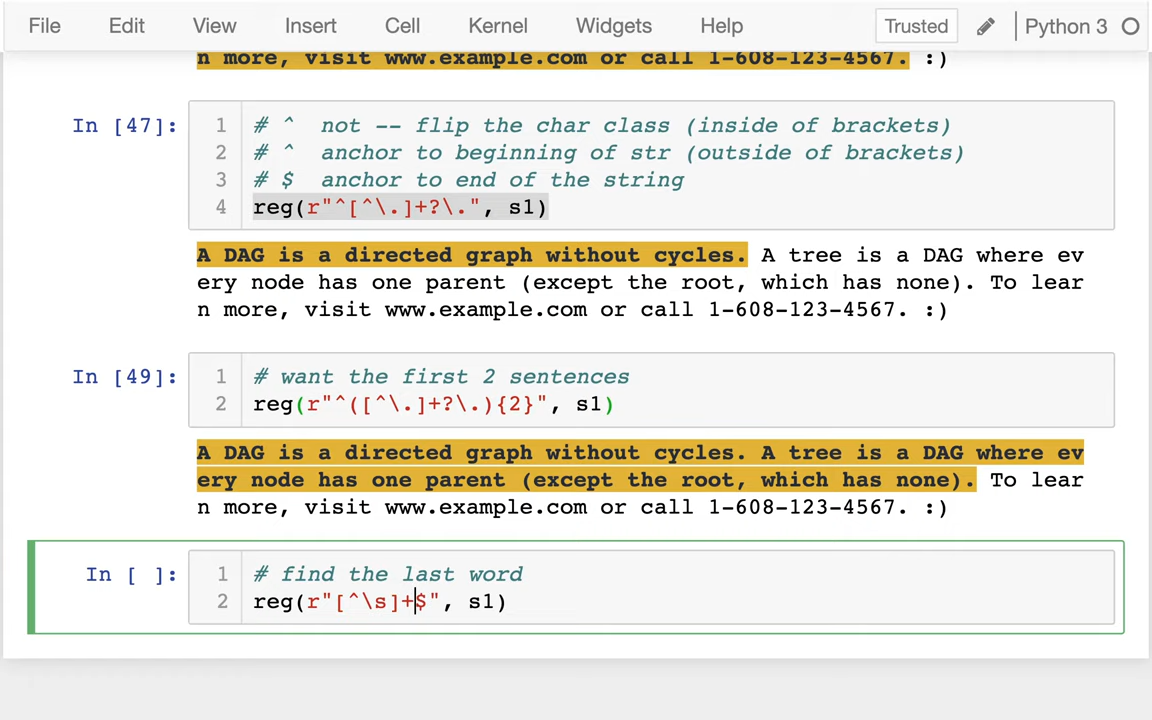 File Edit View Insert Cell Kernel Widgets Help Trusted Python 3
n more, visit www.example.com or call 1-608-123-4567. :)
In [47]: 1 # ^  not -- flip the char class (inside of brackets)
2 # ^  anchor to beginning of str (outside of brackets)
3 # $  anchor to end of the string
4 reg(r"^[^\.]+?\.", s1)
A DAG is a directed graph without cycles. A tree is a DAG where ev
ery node has one parent (except the root, which has none). To lear
n more, visit www.example.com or call 1-608-123-4567. :)
In [49]: 1 # want the first 2 sentences
2 reg(r"^([^\.]+?\.){2}", s1)
A DAG is a directed graph without cycles. A tree is a DAG where ev
ery node has one parent (except the root, which has none). To lear
n more, visit www.example.com or call 1-608-123-4567. :)
In [ ]: 1 # find the last word
2 reg(r"[^\s]+$", s1)